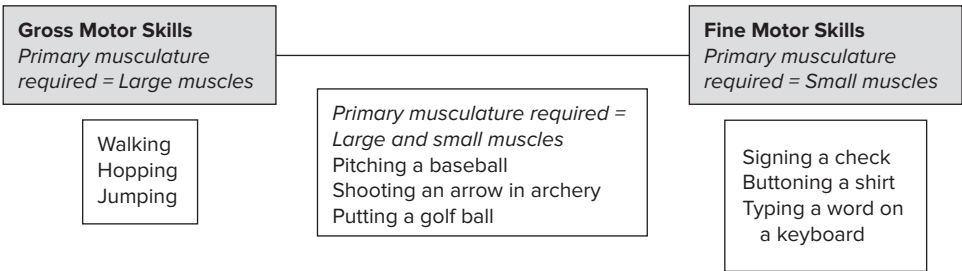 Gross Motor Skills
Primary musculature
required = Large muscles
Fine Motor Skills
Primary musculature
required = Small muscles
Walking
Hopping
Jumping
Primary musculature required =
Large and small muscles
Pitching a baseball
Shooting an arrow in archery
Putting a golf ball
Signing a check
Buttoning a shirt
Typing a word on
a keyboard